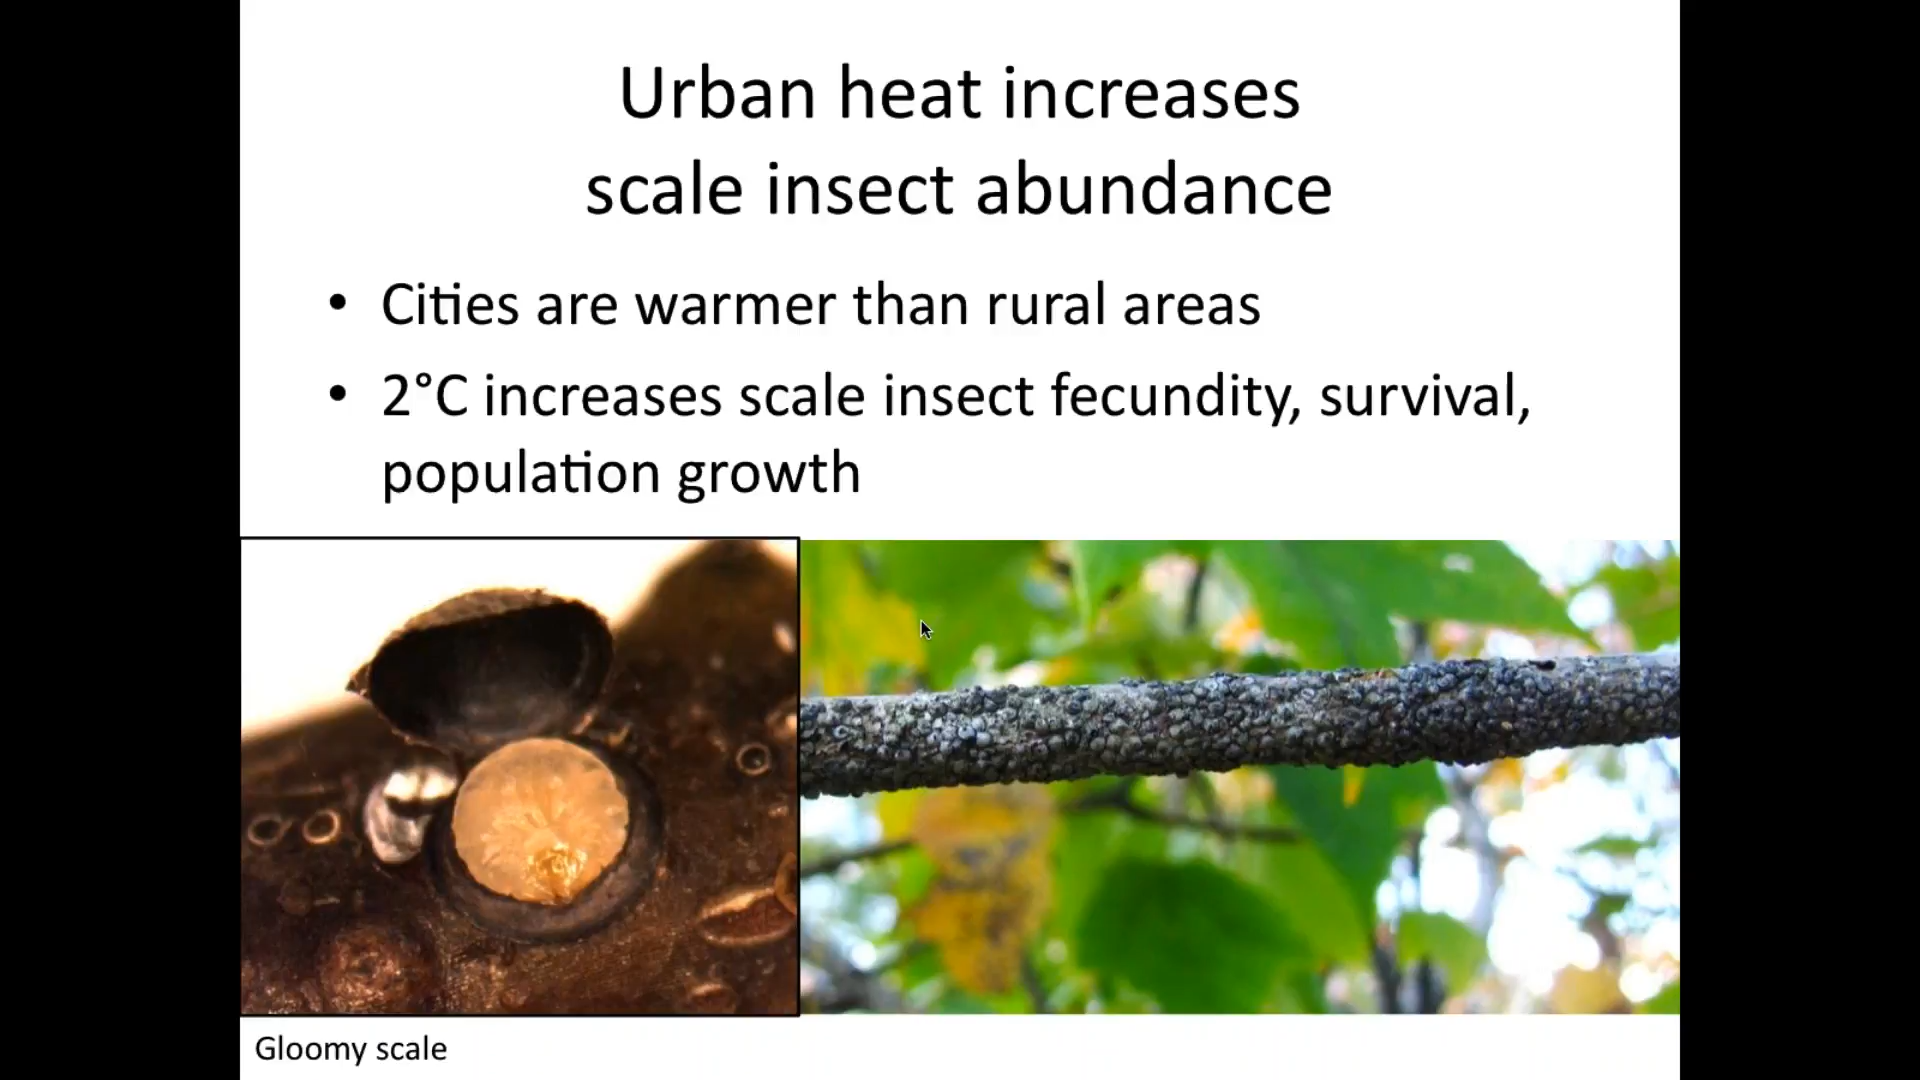 Urban heat increases
scale insect abundance
• Cities are warmer than rural areas
• 2°C increases scale insect fecundity, survival,
population growth
Gloomy scale